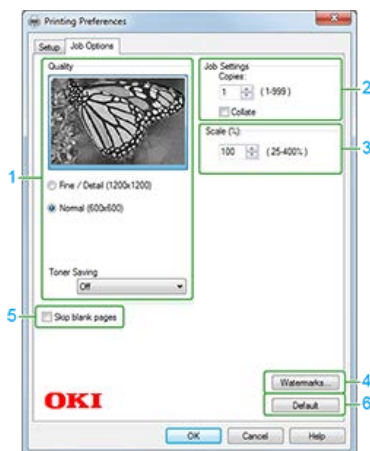 Printing Preferences
Setup Job Options
Quality
Job Settings
Copies:
1 (1-999)
2
Collate
Scale (%):
100 (25-400%)
3
1
Fine / Detail (1200x1200)
Normal (600x600)
Toner Saving
Off
5 Skip blank pages
Watermarks... 4
OKI
Default 6
OK Cancel Help